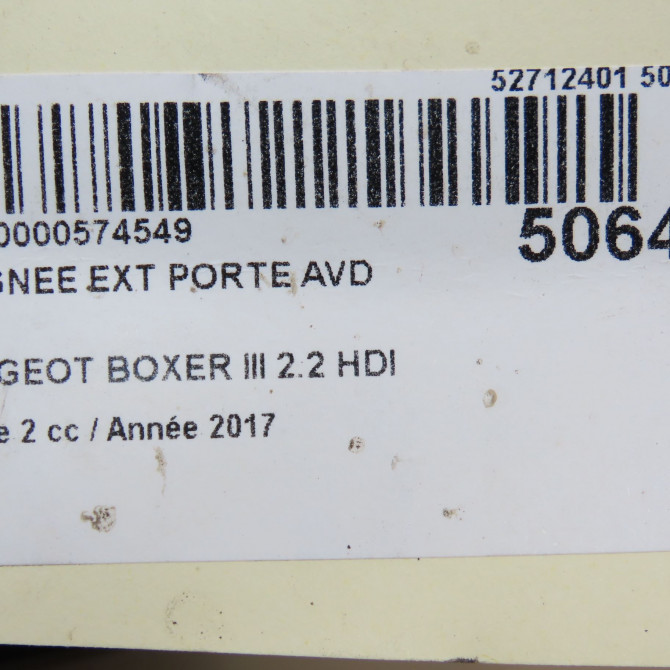 52712401 50
0000574549
5064
GNEE EXT PORTE AVD
GEOT BOXER III 2.2 HDI
e 2 cc / Année 2017